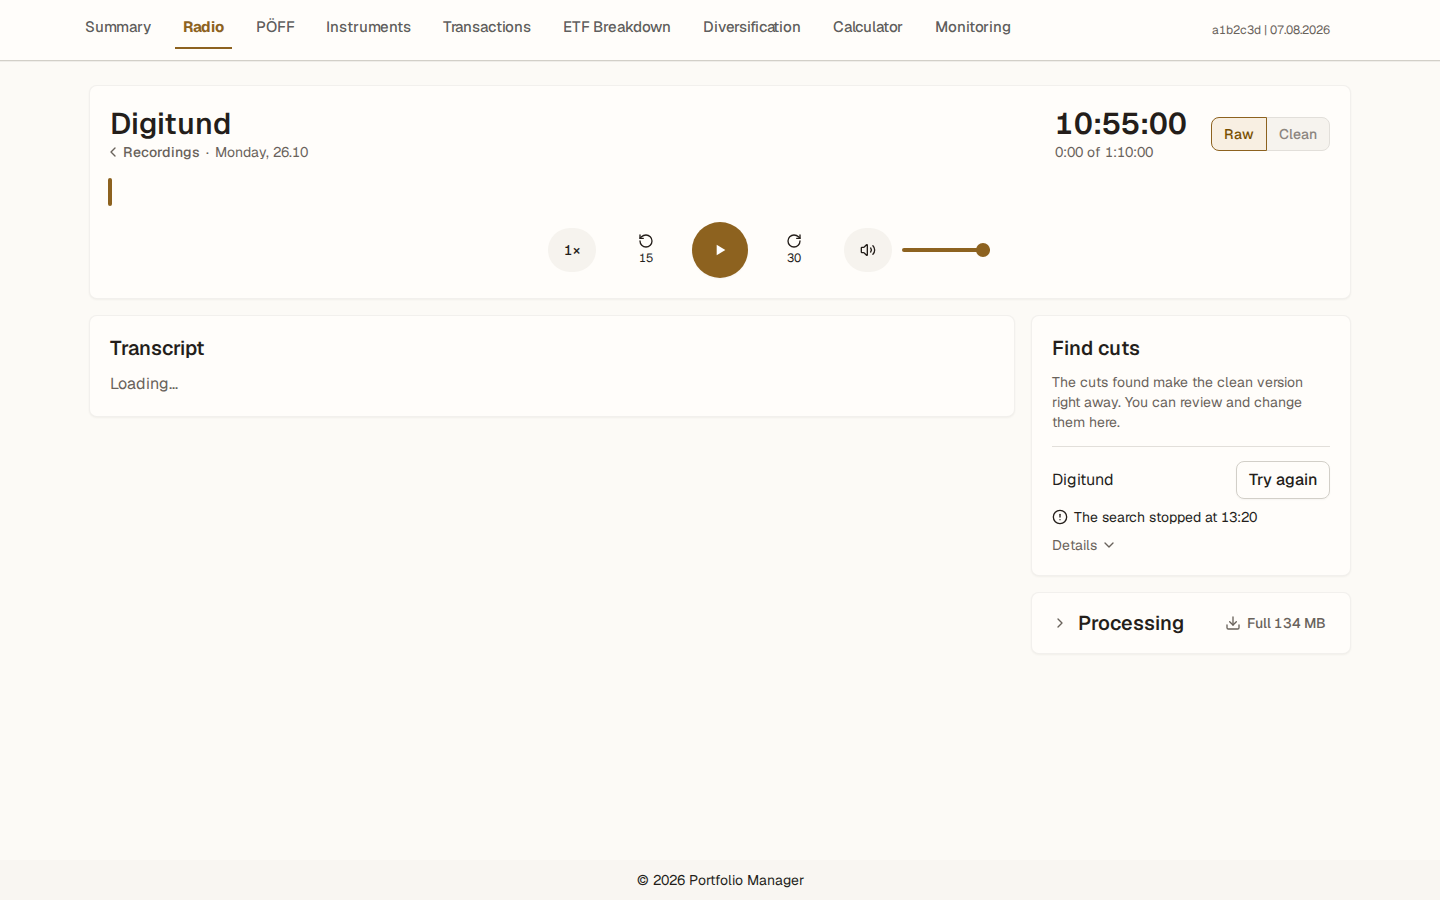 Summary Radio PÖFF Instruments Transactions ETF Breakdown Diversification Calculator Monitoring a1b2c3d | 07.08.2026
Digitund
Recordings · Monday, 26.10
10:55:00
0:00 of 1:10:00
Raw Clean
1×
15
30
Transcript
Loading...
Find cuts
The cuts found make the clean version
right away. You can review and change
them here.
Digitund Try again
The search stopped at 13:20
Details
Processing Full 134 MB
© 2026 Portfolio Manager